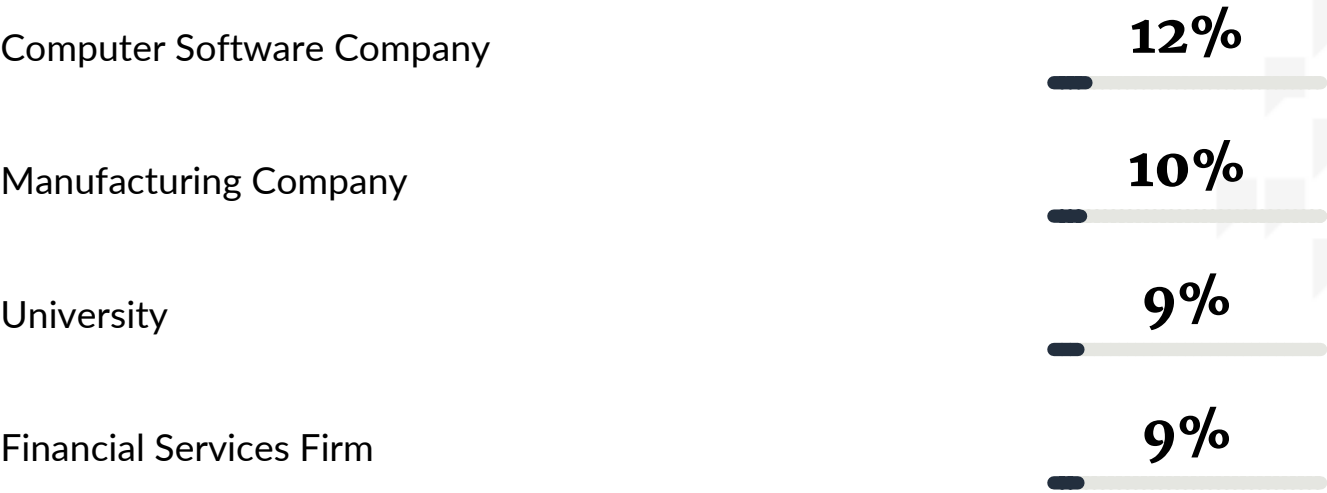 Computer Software Company 12%
Manufacturing Company 10%
University 9%
Financial Services Firm 9%